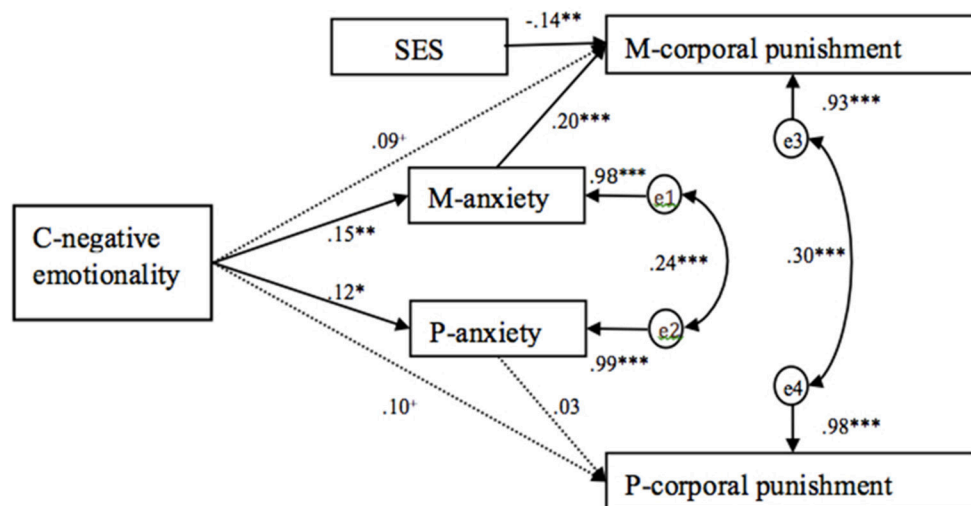 -.14**
SES
M-corporal punishment
.93***
.09⁺
.20***
e3
M-anxiety
.98***
e1
C-negative
emotionality
.15**
.24***
.30***
.12*
P-anxiety
e2
.99***
.10⁺
.03
e4
.98***
P-corporal punishment